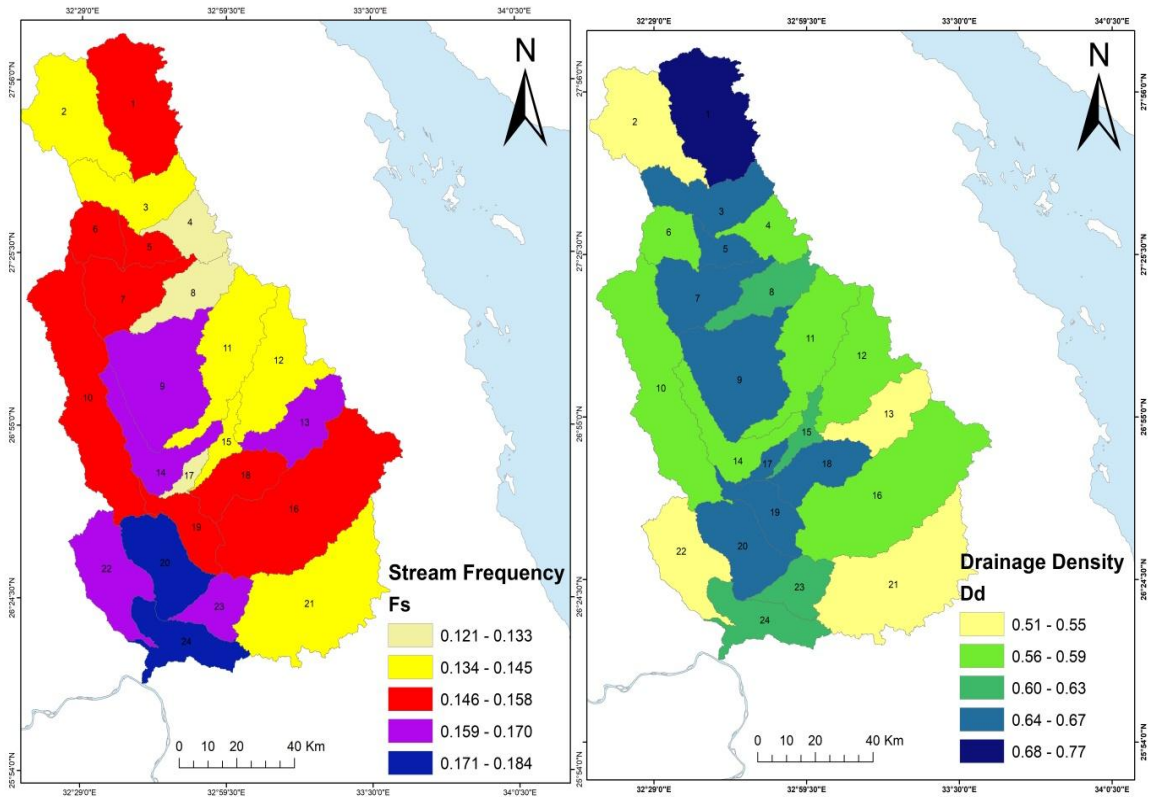 32°29'0"E 32°59'30"E 33°30'0"E 34°0'30"E
27°56'0"N
27°25'30"N
26°55'0"N
26°24'30"N
25°54'0"N
N
1
2
3
4
6
5
7
8
11
12
9
10
13
15
14
17
18
16
19
20
22
21
23
24
Stream Frequency
Fs
0.121 - 0.133
0.134 - 0.145
0.146 - 0.158
0.159 - 0.170
0.171 - 0.184
0 10 20 40 Km
32°29'0"E 32°59'30"E 33°30'0"E 34°0'30"E
32°29'0"E 32°59'30"E 33°30'0"E 34°0'30"E
27°56'0"N
27°25'30"N
26°55'0"N
26°24'30"N
25°54'0"N
N
1
2
3
4
6
5
7
8
11
12
9
10
13
15
14
17
18
16
19
20
22
21
23
24
Drainage Density
Dd
0.51 - 0.55
0.56 - 0.59
0.60 - 0.63
0.64 - 0.67
0.68 - 0.77
0 10 20 40 Km
32°29'0"E 32°59'30"E 33°30'0"E 34°0'30"E